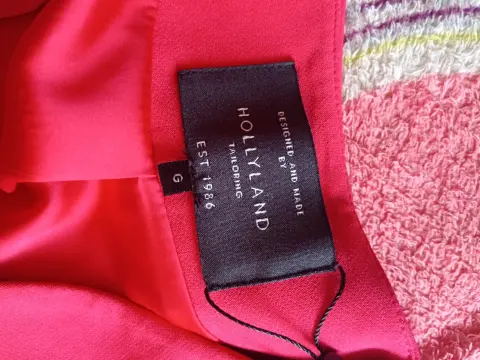 DESIGNED AND MADE
BY
HOLLYLAND
TAILORING
EST. 1986
G